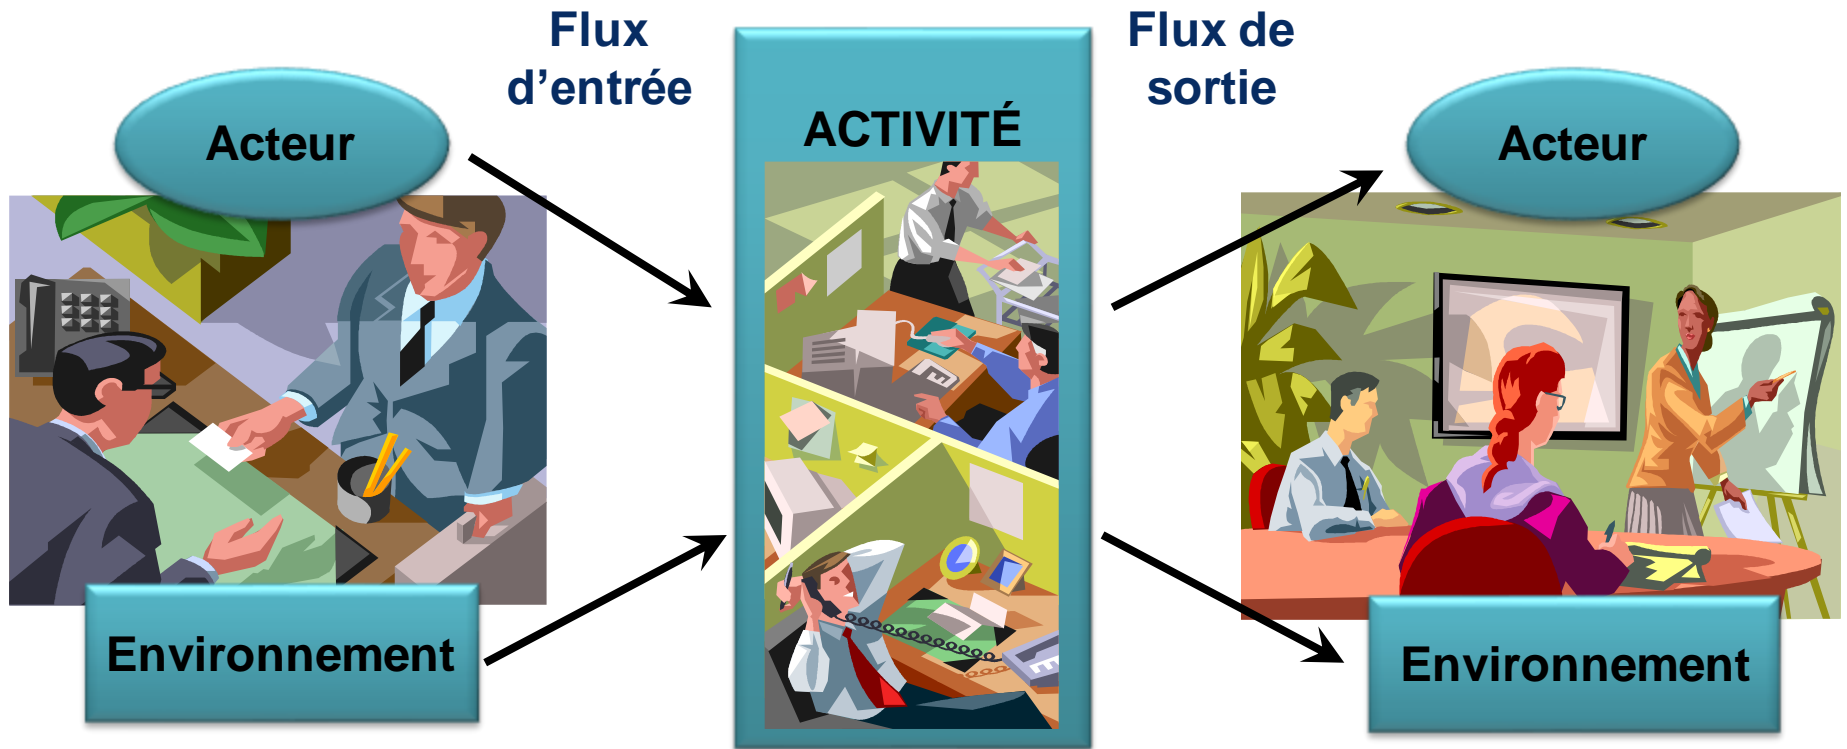 Flux
d’entrée
Flux de
sortie
Acteur
ACTIVITÉ
Acteur
Environnement
Environnement